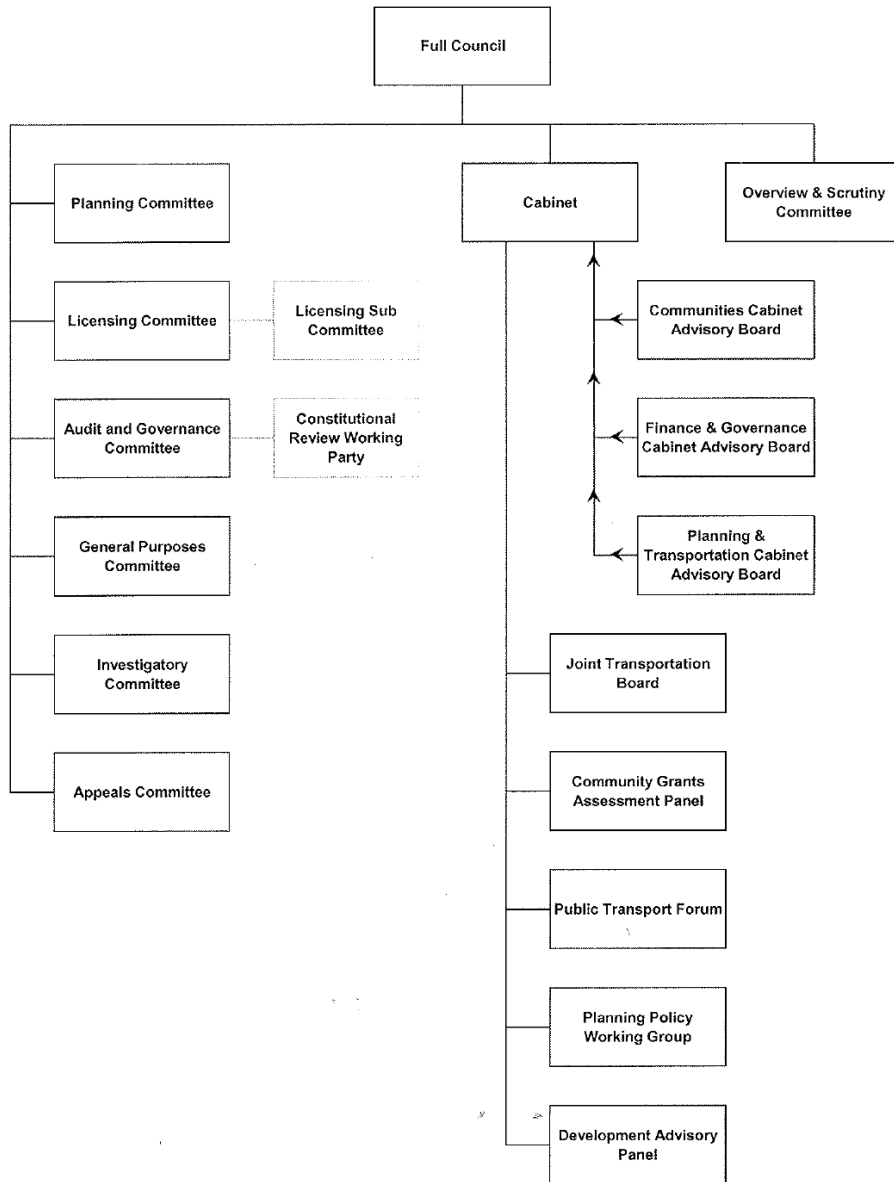 Full Council
Planning Committee
Cabinet
Overview & Scrutiny
Committee
Licensing Committee
Licensing Sub
Committee
Communities Cabinet
Advisory Board
Audit and Governance
Committee
Constitutional
Review Working
Party
Finance & Governance
Cabinet Advisory Board
General Purposes
Committee
Planning &
Transportation Cabinet
Advisory Board
Investigatory
Committee
Joint Transportation
Board
Appeals Committee
Community Grants
Assessment Panel
Public Transport Forum
Planning Policy
Working Group
Development Advisory
Panel